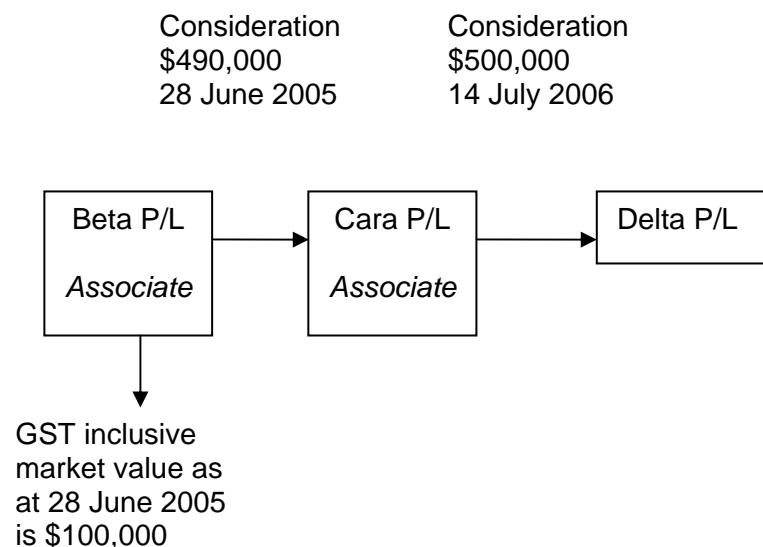 Consideration
$490,000
28 June 2005
Consideration
$500,000
14 July 2006
Beta P/L
Associate
Cara P/L
Associate
Delta P/L
GST inclusive
market value as
at 28 June 2005
is $100,000